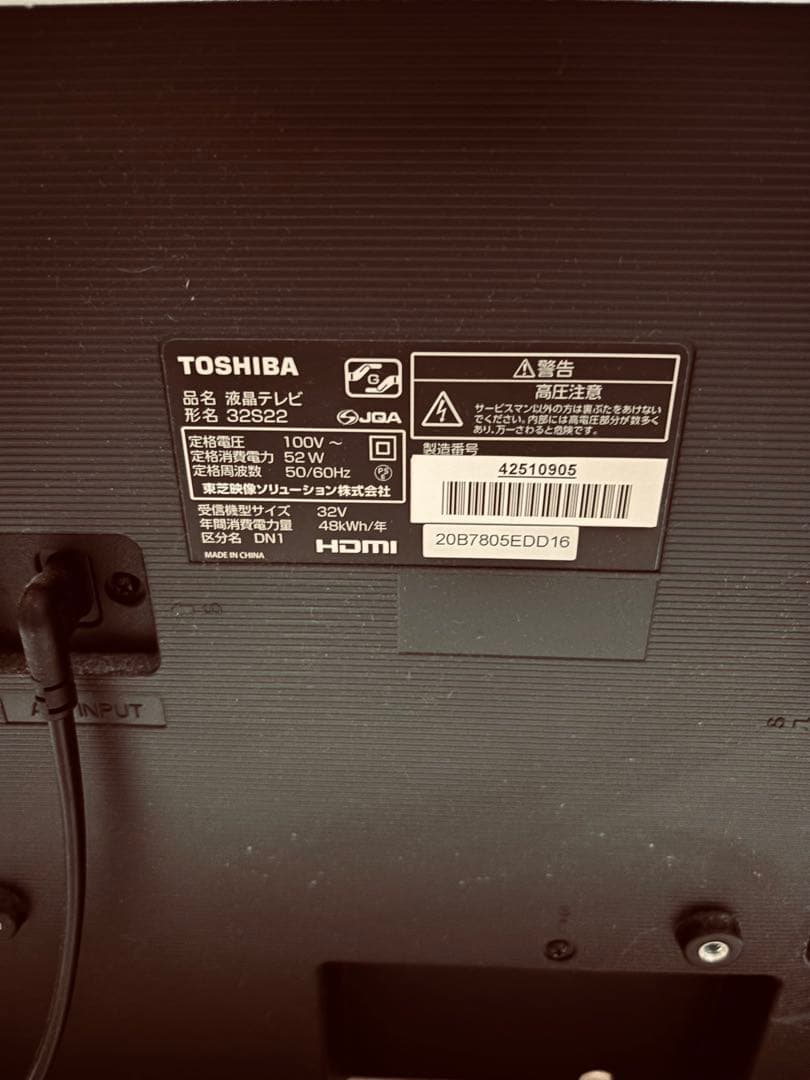 TOSHIBA
G
品名 液晶テレビ
形名 32S22
JQA
定格電圧 100V～
定格消費電力 52W
定格周波数 50/60Hz
PS
E
東芝映像ソリューション株式会社
受信機型サイズ 32V
年間消費電力量 48kWh/年
区分名 DN1
MADE IN CHINA
HDMI
警告
高圧注意
サービスマン以外の方は裏ぶたをあけない
でください。内部には高電圧部分が数多く
あり、万一さわると危険です。
製造番号
42510905
20B7805EDD16
INPUT